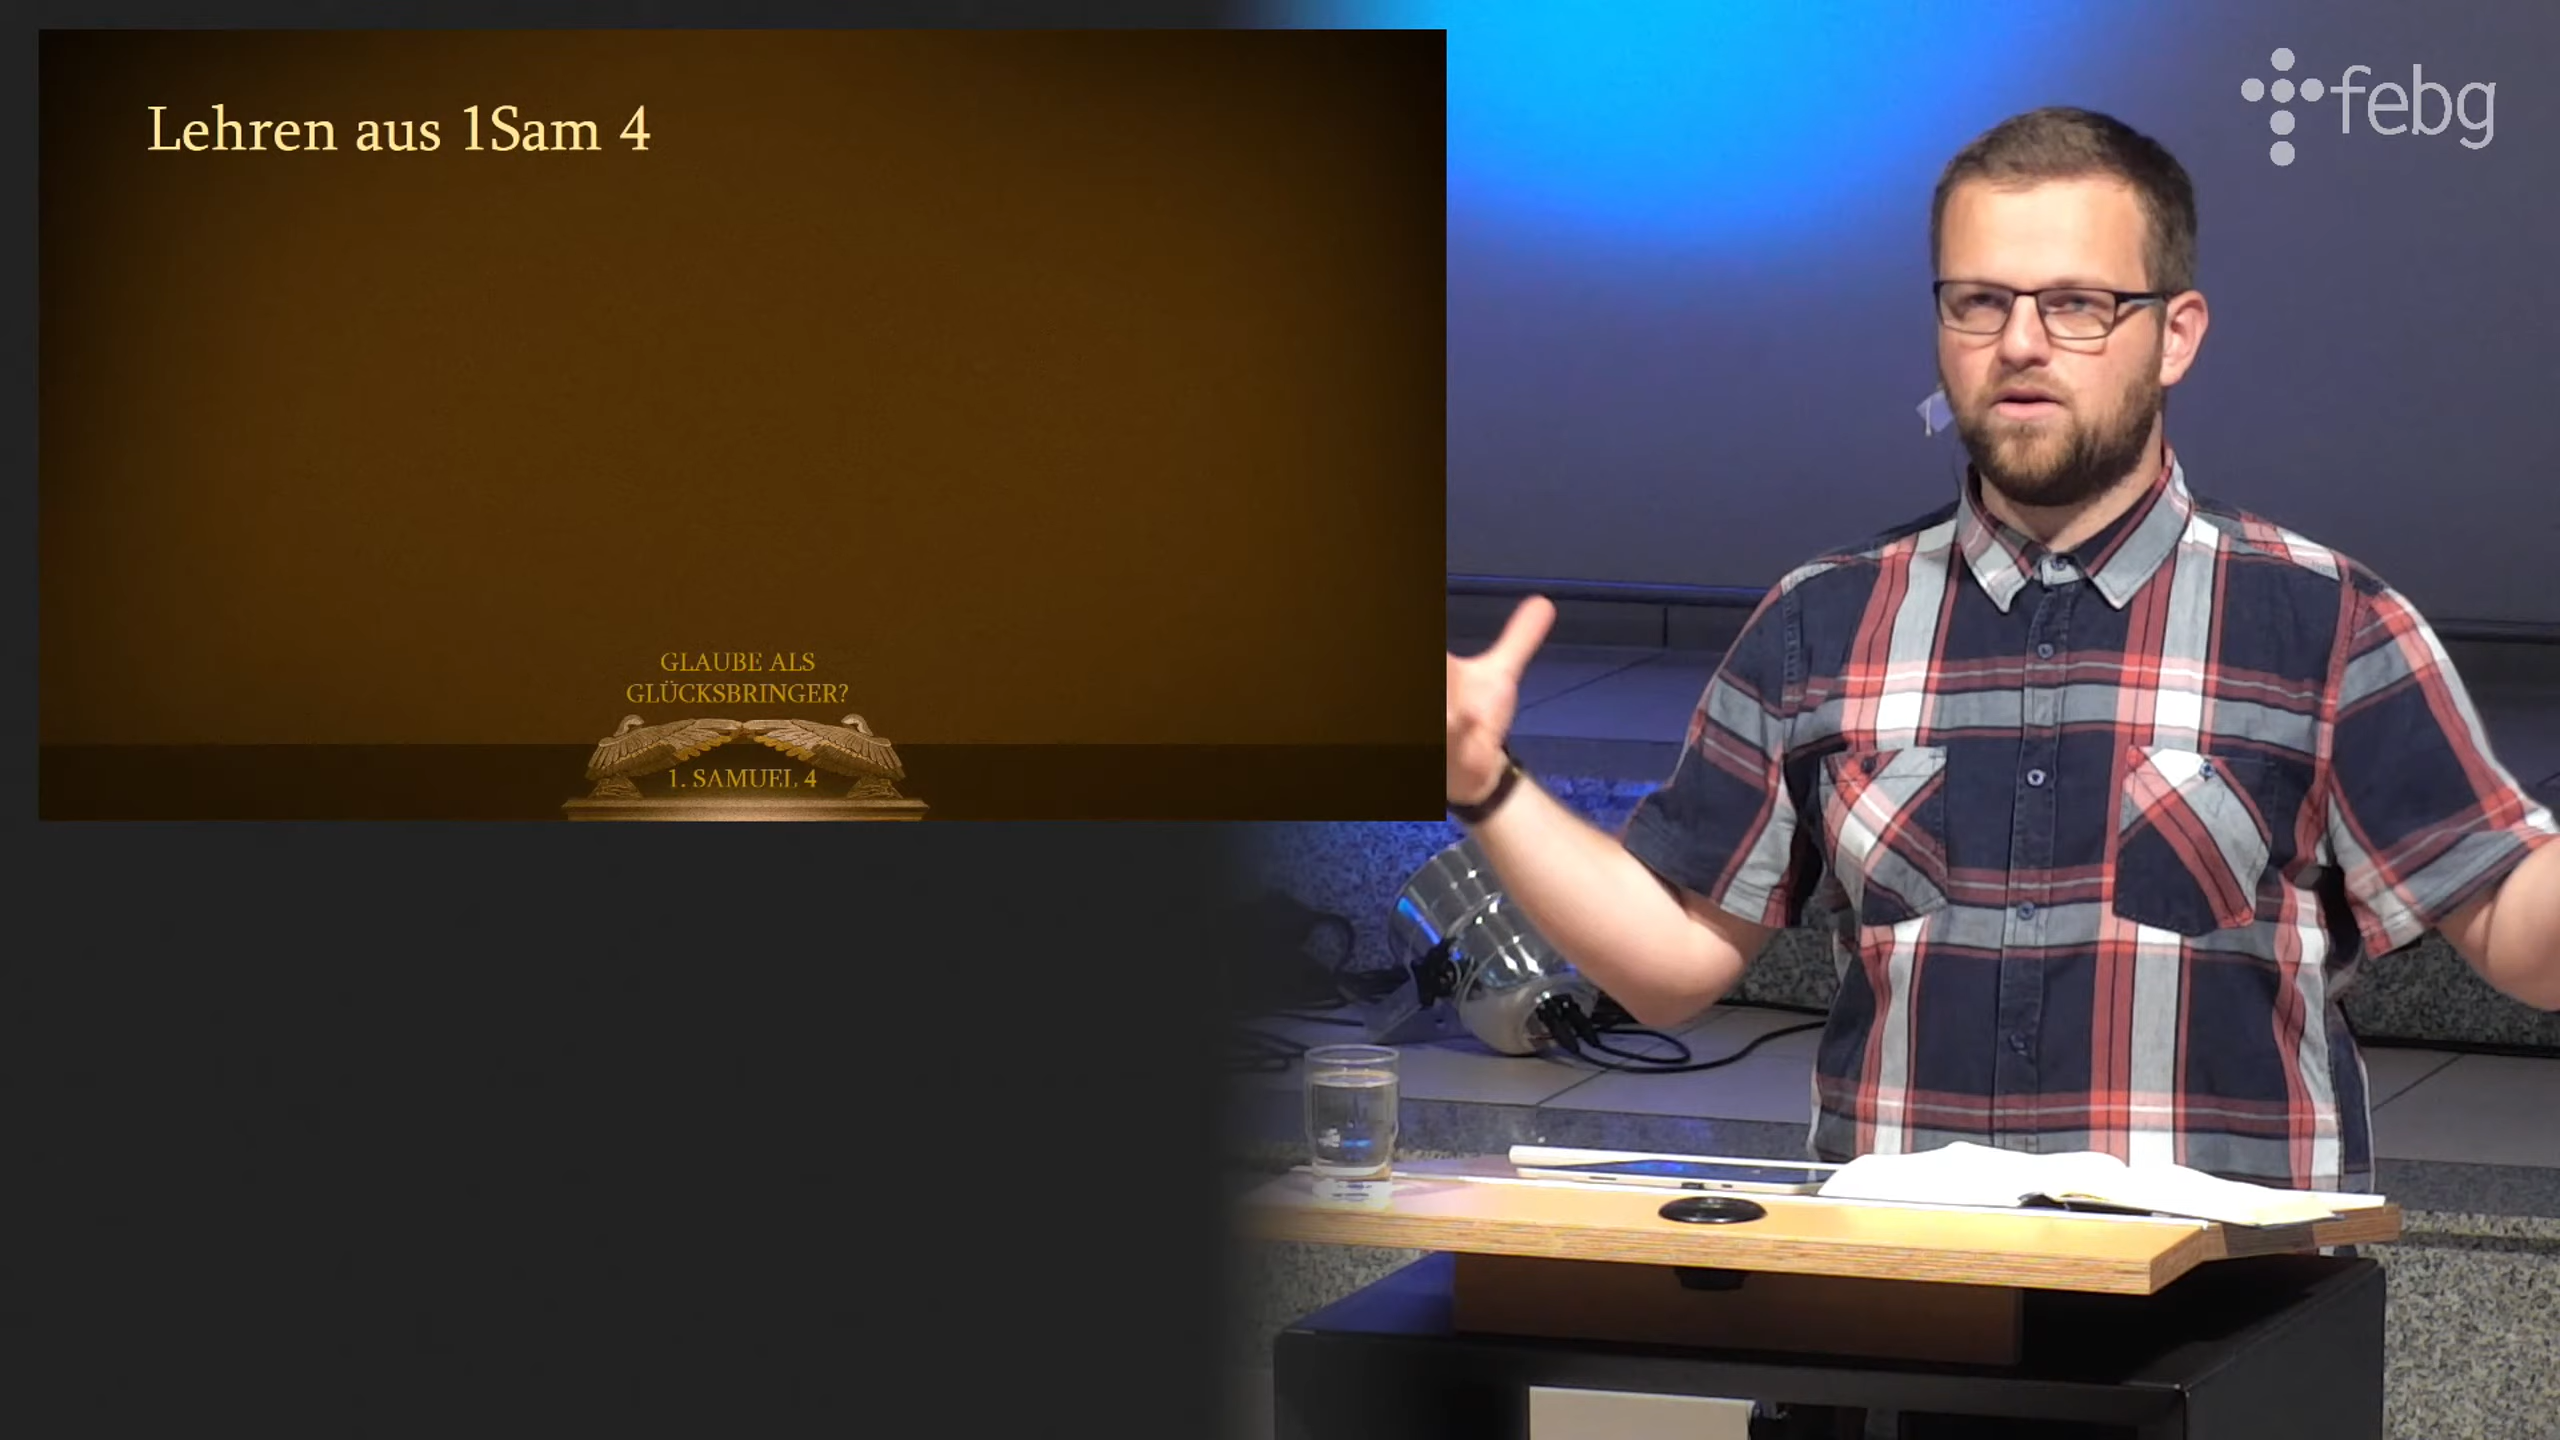 Lehren aus 1Sam 4
GLAUBE ALS
GLÜCKSBRINGER?
1. SAMUEL 4
febg